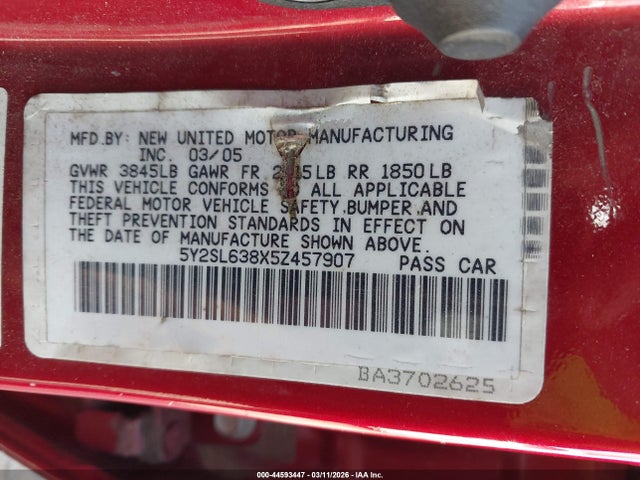 MFD.BY: NEW UNITED MOTOR MANUFACTURING
INC. 03/05
GVWR 3845LB GAWR FR LB RR 1850LB
THIS VEHICLE CONFORMS TO ALL APPLICABLE
FEDERAL MOTOR VEHICLE SAFETY,BUMPER,AND
THEFT PREVENTION STANDARDS IN EFFECT ON
THE DATE OF MANUFACTURE SHOWN ABOVE.
5Y2SL638X5Z457907 PASS CAR
BA3702625
000-44593447 | 03/11/2026 | IAA Inc.